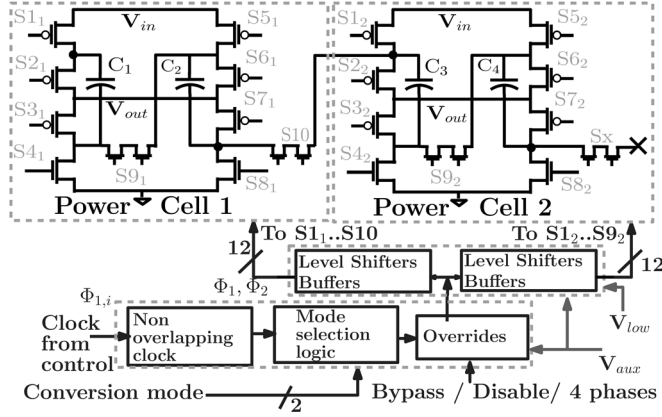 S1₁ V_in S5₁ S1₂ V_in S5₂
S2₁ C₁ C₂ S6₁ S2₂ C₃ C₄ S6₂
S3₁ V_out S7₁ S3₂ V_out S7₂
S4₁ S9₁ S8₁ S10 S4₂ S9₂ S8₂ Sx
Power Cell 1 Power Cell 2
To S1₁..S10 To S1₂..S9₂
12 Level Shifters Buffers Level Shifters Buffers 12
Φ₁, Φ₂
Φ₁,ᵢ V_low
Clock from control
Non overlapping clock
Mode selection logic
Overrides
V_aux
Conversion mode 2 Bypass / Disable/ 4 phases